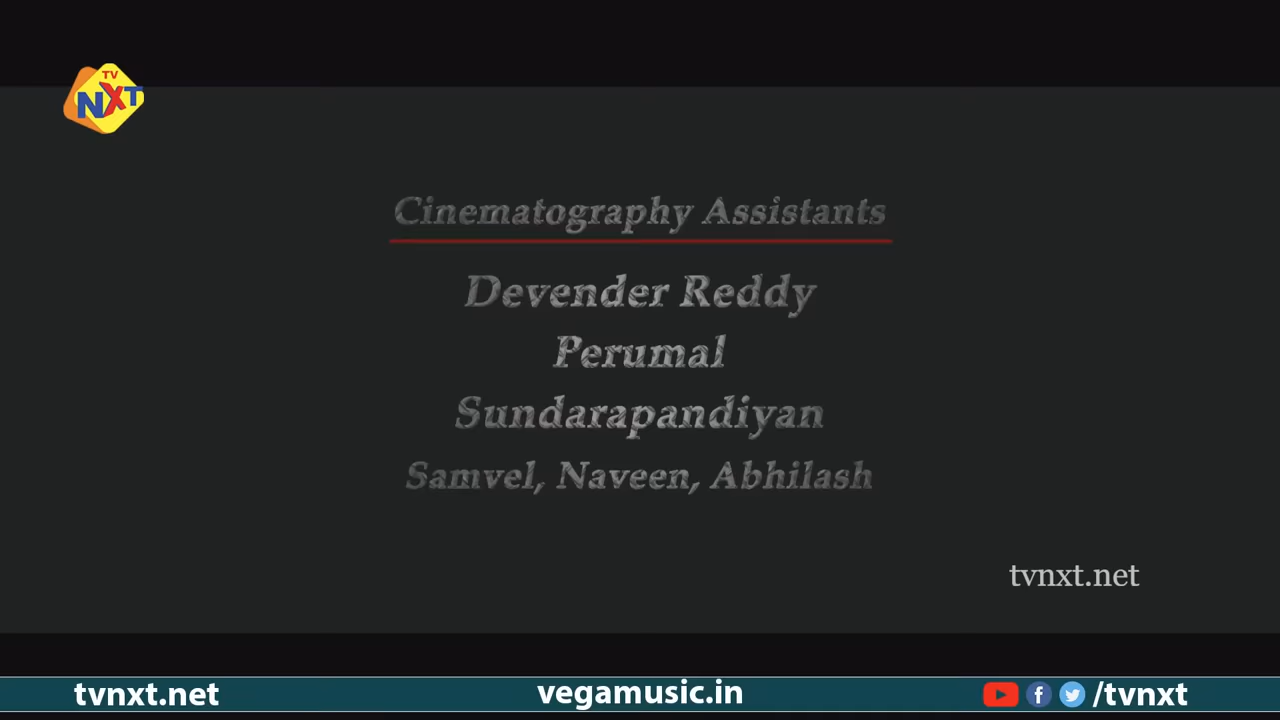 TV
NXT
Cinematography Assistants
Devender Reddy
Perumal
Sundarapandiyan
Samvel, Naveen, Abhilash
tvnxt.net
tvnxt.net
vegamusic.in
/tvnxt